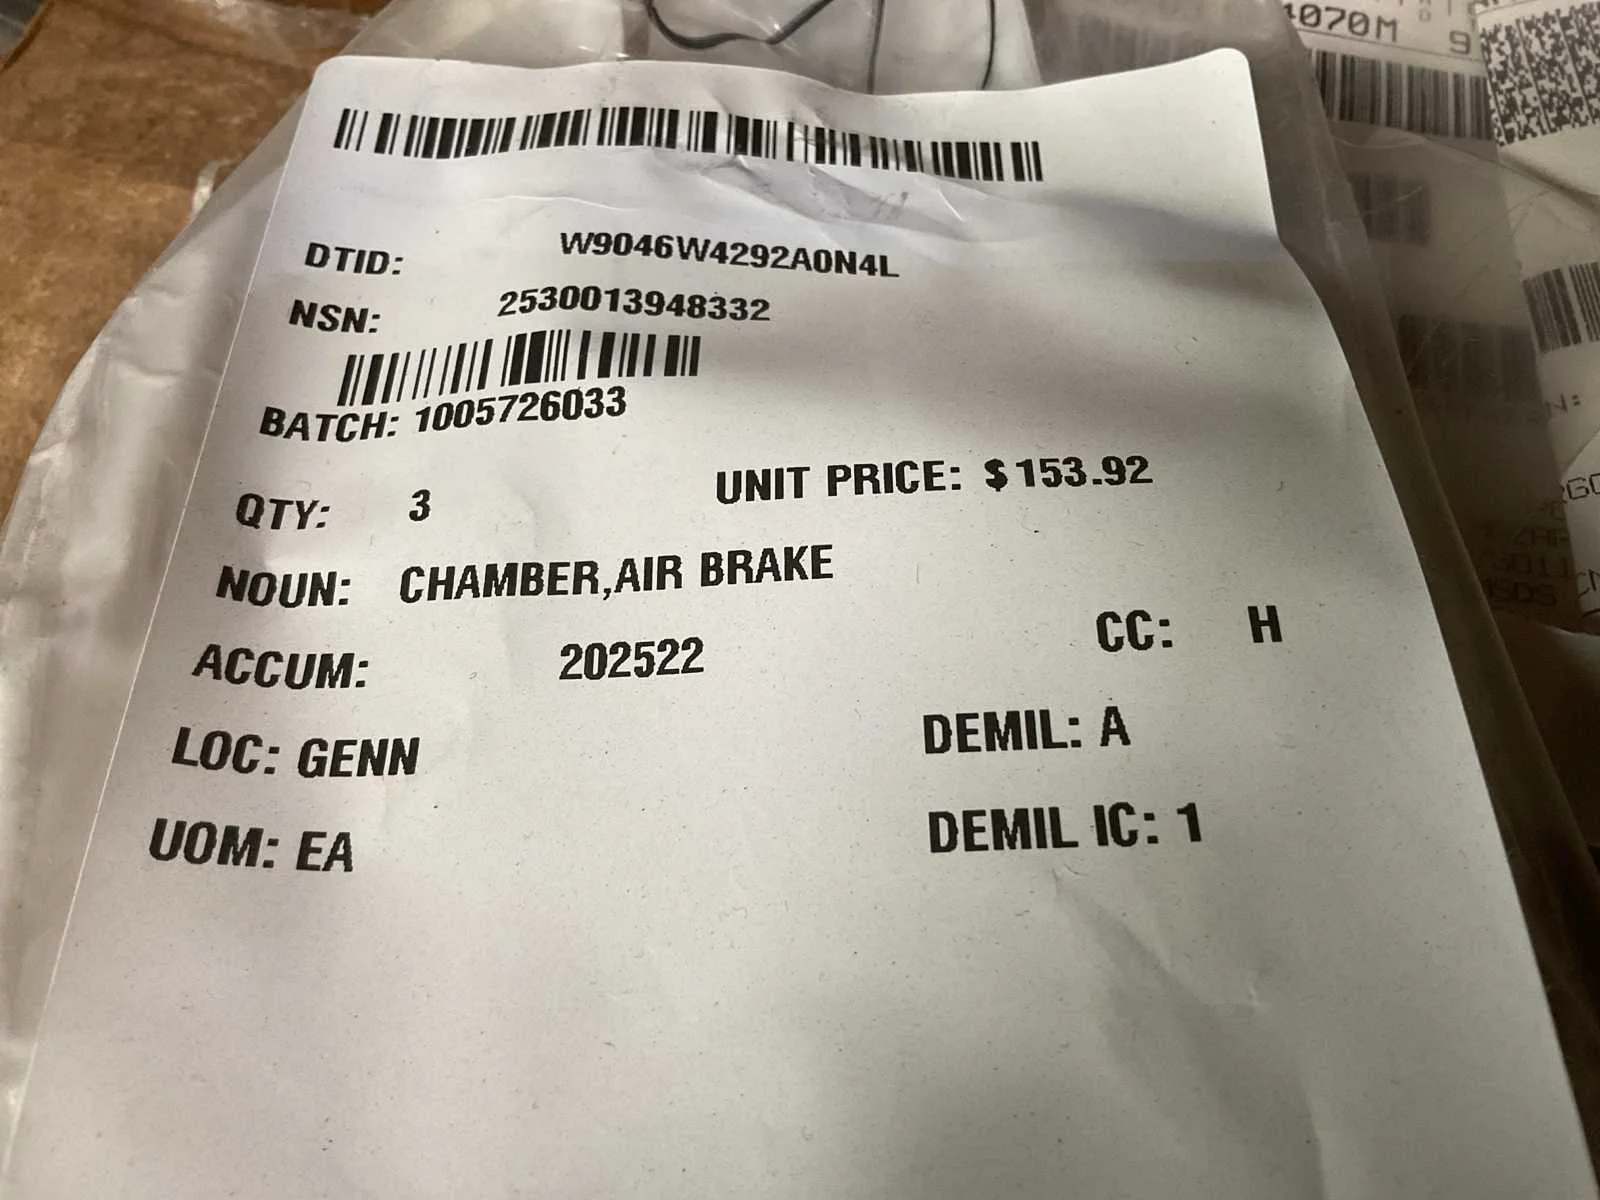 DTID: W9046W4292A0N4L
NSN: 2530013948332
BATCH: 1005726033
QTY: 3 UNIT PRICE: $ 153.92
NOUN: CHAMBER,AIR BRAKE
ACCUM: 202522 CC: H
LOC: GENN DEMIL: A
UOM: EA DEMIL IC: 1
4070M 9